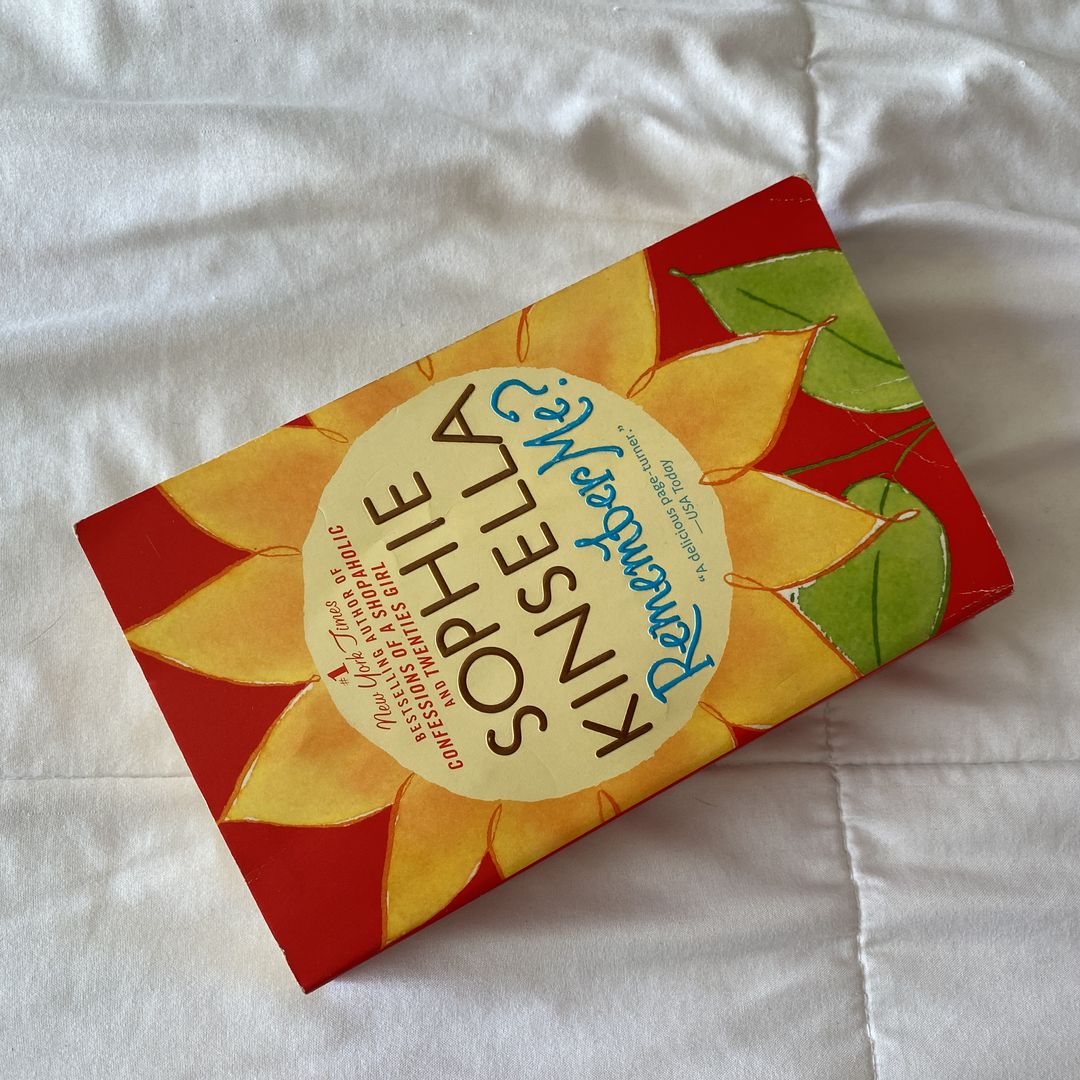 #1
New York Times
BESTSELLING AUTHOR OF
CONFESSIONS OF A SHOPAHOLIC
AND TWENTIES GIRL
SOPHIE
KINSELLA
Remember Me?
“A delicious page-turner.”
—USA Today